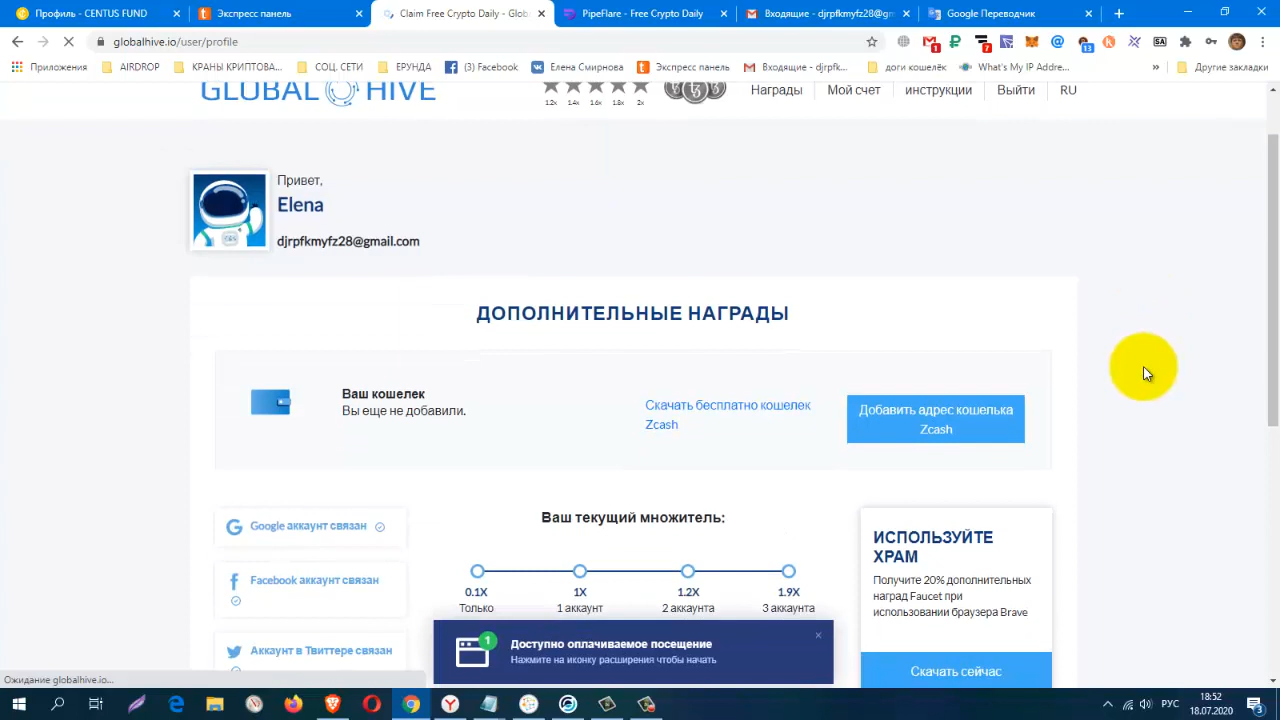 Профиль - CENTUS FUND
Экспресс панель
Claim Free Crypto Daily - Glob
PipeFlare - Free Crypto Daily
Входящие - djrpfkmyfz28@gm
Google Переводчик
globalhive.io/user/profile
1
7
13
SA
Приложения
AIRDROP
КРАНЫ КРИПТОВА...
СОЦ. СЕТИ
ЕРУНДА
(3) Facebook
Елена Смирнова
Экспресс панель
Входящие - djrpfk...
доги кошелёк
What's My IP Addre...
»
Другие закладки
GLOBAL HIVE
1.2x 1.4x 1.6x 1.8x 2x
Награды
Мой счет
инструкции
Выйти
RU
Привет,
Elena
djrpfkmyfz28@gmail.com
ДОПОЛНИТЕЛЬНЫЕ НАГРАДЫ
Ваш кошелек
Вы еще не добавили.
Скачать бесплатно кошелек
Zcash
Добавить адрес кошелька
Zcash
Google аккаунт связан
Facebook аккаунт связан
Аккаунт в Твиттере связан
Ваш текущий множитель:
0.1X 1X 1.2X 1.9X
Только 1 аккаунт 2 аккаунта 3 аккаунта
ИСПОЛЬЗУЙТЕ
ХРАМ
Получите 20% дополнительных
наград Faucet при
использовании браузера Brave
Скачать сейчас
1
Доступно оплачиваемое посещение
Нажмите на иконку расширения чтобы начать
Ожидание globalhive.io...
РУС
18:52
18.07.2020
3